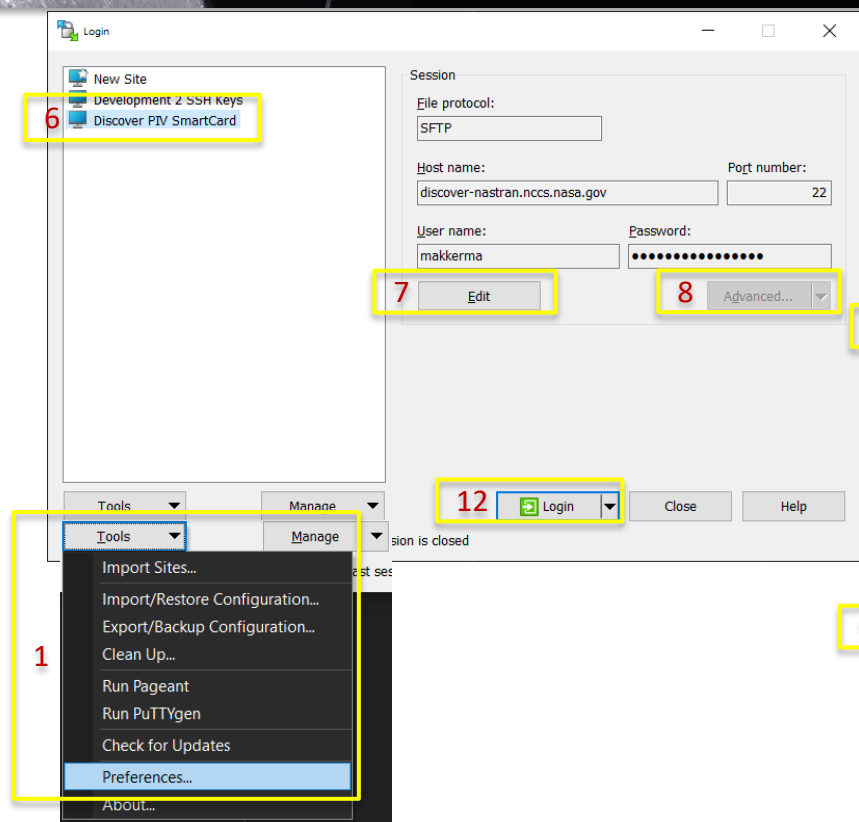 Login
New Site
Development 2 SSH Keys
6 Discover PIV SmartCard
Session
File protocol:
SFTP
Host name: Port number:
discover-nastran.nccs.nasa.gov 22
User name: Password:
makkerma ●●●●●●●●●●●●●●●●
7 Edit 8 Advanced...
Tools Manage 12 Login Close Help
Tools Manage sion is closed
Import Sites... ast ses
Import/Restore Configuration...
Export/Backup Configuration...
1 Clean Up...
Run Pageant
Run PuTTYgen
Check for Updates
Preferences...
About...